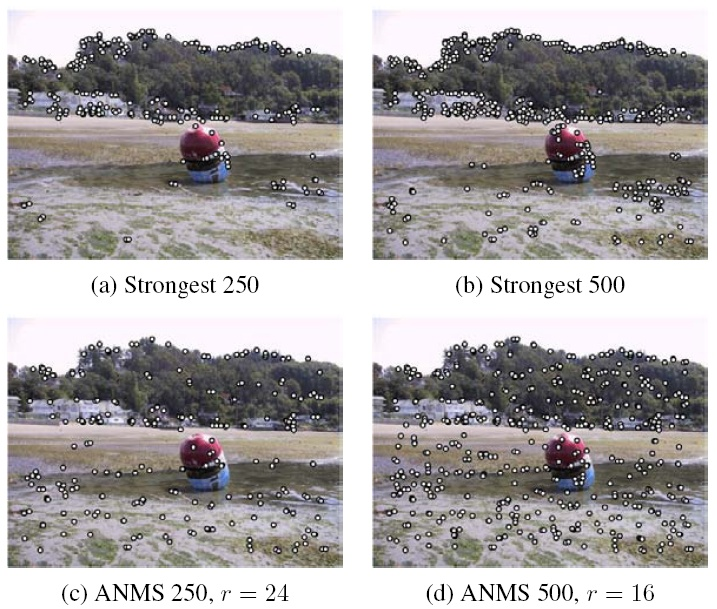 (a) Strongest 250
(b) Strongest 500
(c) ANMS 250, r = 24
(d) ANMS 500, r = 16